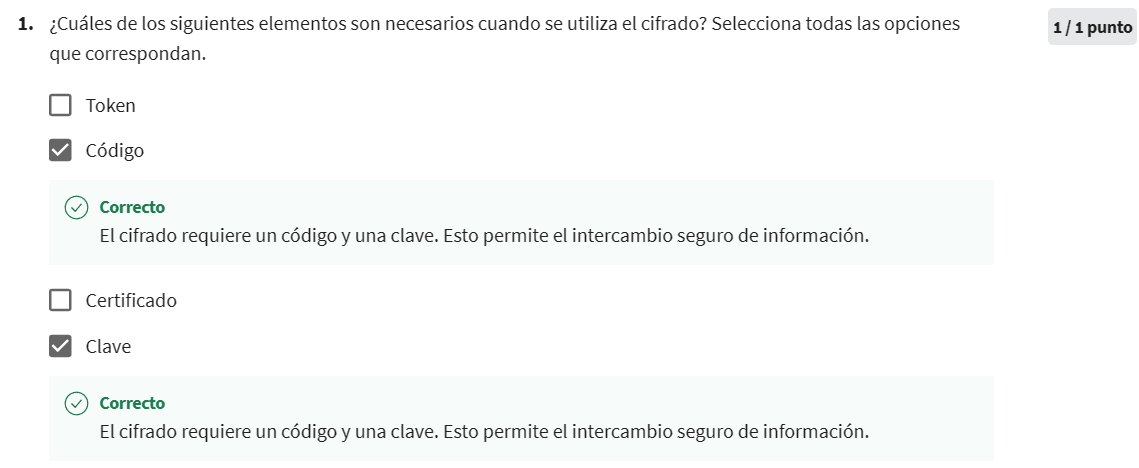 1. ¿Cuáles de los siguientes elementos son necesarios cuando se utiliza el cifrado? Selecciona todas las opciones
que correspondan.
1 / 1 punto
Token
Código
Correcto
El cifrado requiere un código y una clave. Esto permite el intercambio seguro de información.
Certificado
Clave
Correcto
El cifrado requiere un código y una clave. Esto permite el intercambio seguro de información.